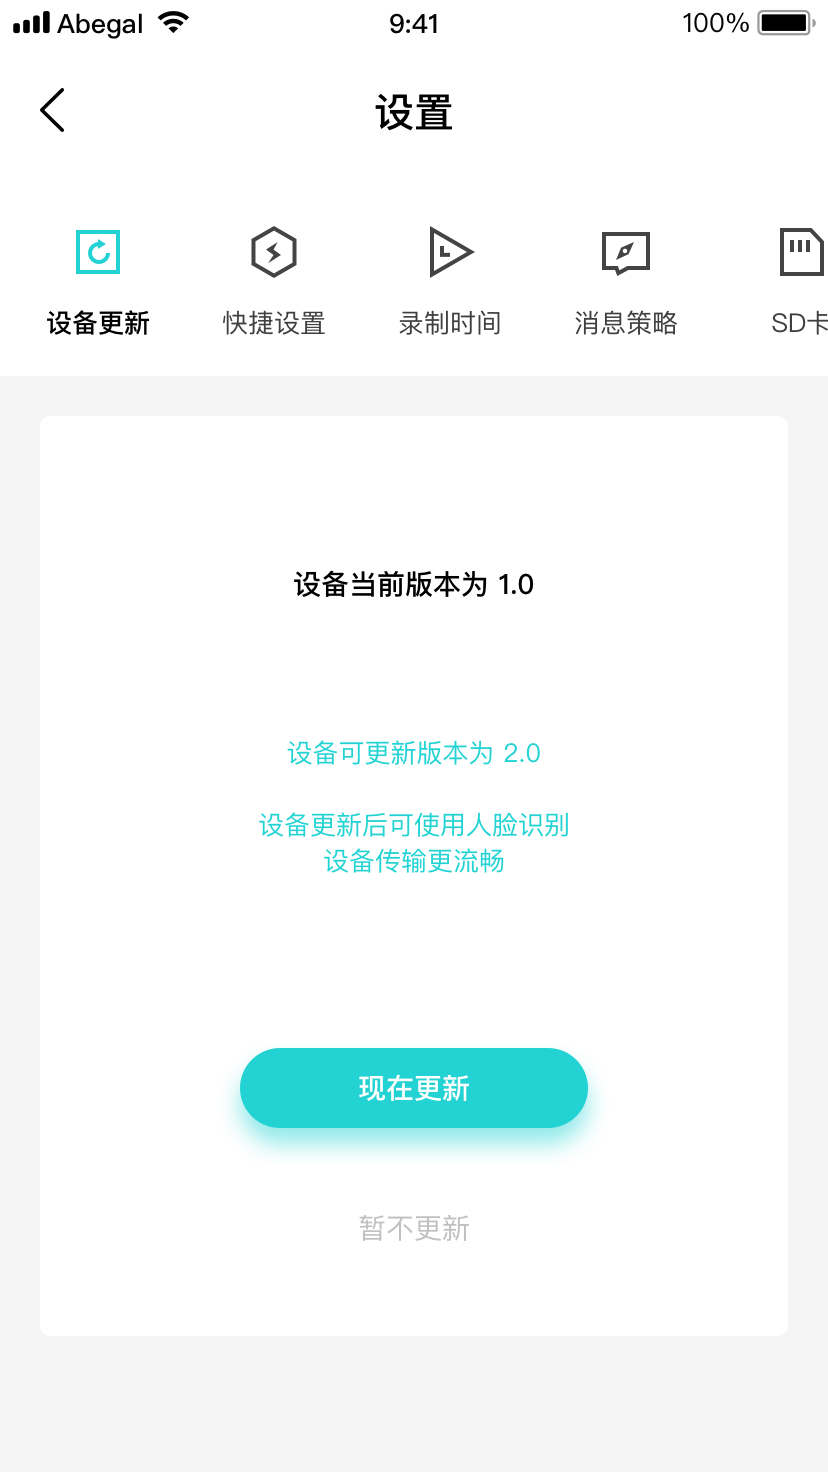 Abegal 9:41 100%
设置
设备更新 快捷设置 录制时间 消息策略 SD卡
设备当前版本为 1.0
设备可更新版本为 2.0
设备更新后可使用人脸识别
设备传输更流畅
现在更新
暂不更新